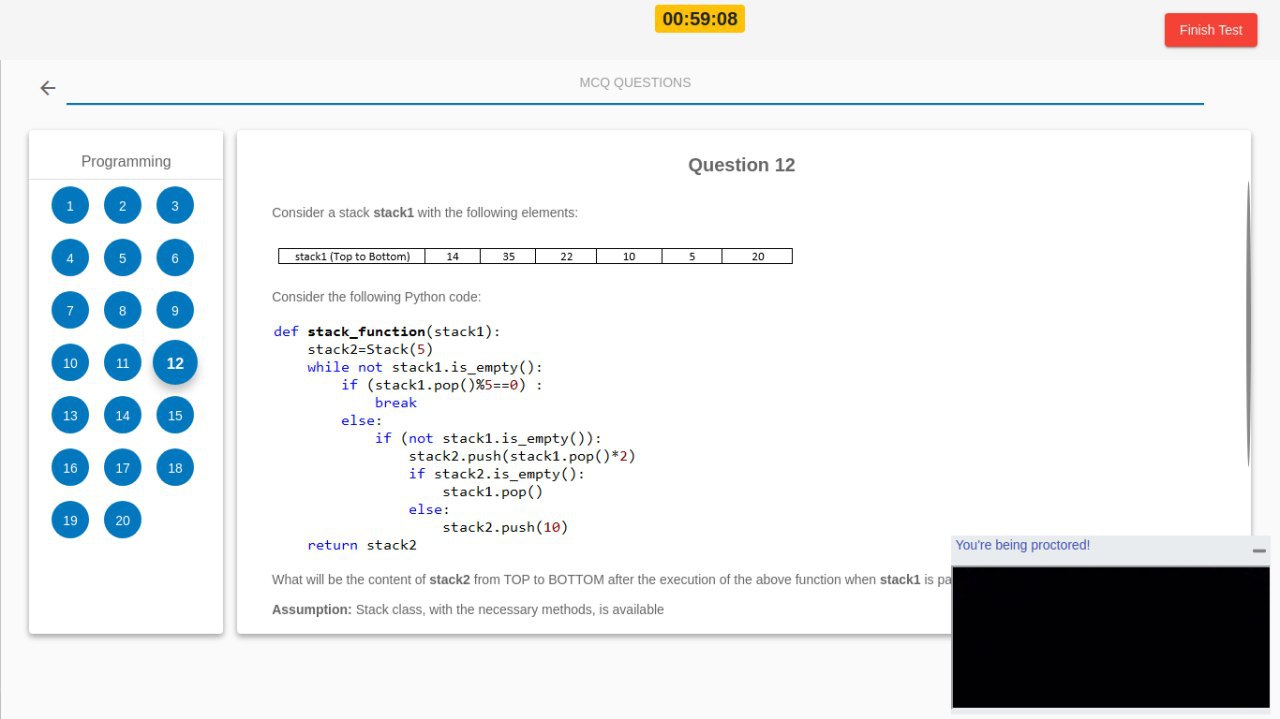 00:59:08
Finish Test
MCQ QUESTIONS
Programming
1 2 3
4 5 6
7 8 9
10 11 12
13 14 15
16 17 18
19 20
Question 12
Consider a stack stack1 with the following elements:
stack1 (Top to Bottom) 14 35 22 10 5 20
Consider the following Python code:
def stack_function(stack1):
    stack2=Stack(5)
    while not stack1.is_empty():
        if (stack1.pop()%5==0) :
            break
        else:
            if (not stack1.is_empty()):
                stack2.push(stack1.pop()*2)
                if stack2.is_empty():
                    stack1.pop()
                else:
                    stack2.push(10)
    return stack2
What will be the content of stack2 from TOP to BOTTOM after the execution of the above function when stack1 is pa
Assumption: Stack class, with the necessary methods, is available
You're being proctored!